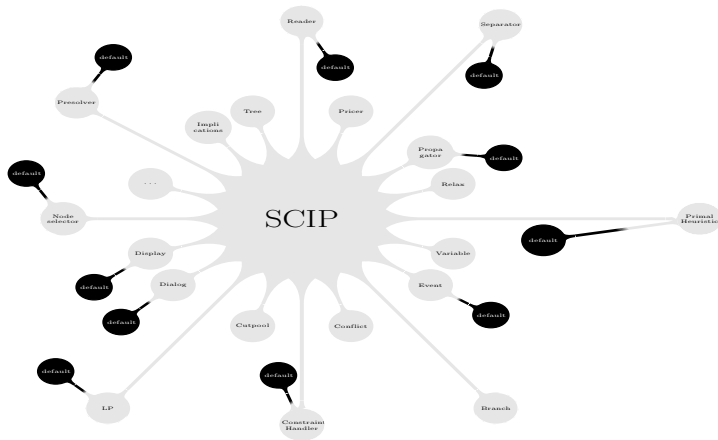 Reader
Separator
default
default
default
Presolver
Tree
Pricer
Impli
cations
Propa
gator
default
default
. . .
Relax
Node
selector
SCIP
Primal
Heuristic
default
Display
Variable
default
Dialog
Event
default
default
Cutpool
Conflict
default
default
LP
Branch
Constraint
Handler